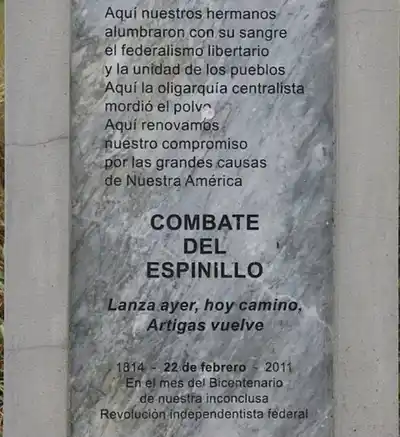 Aquí nuestros hermanos
alumbraron con su sangre
el federalismo libertario
y la unidad de los pueblos
Aquí la oligarquía centralista
mordió el polvo
Aquí renovamos
nuestro compromiso
por las grandes causas
de Nuestra América
COMBATE
DEL
ESPINILLO
Lanza ayer, hoy camino,
Artigas vuelve
1814 - 22 de febrero - 2011
En el mes del Bicentenario
de nuestra inconclusa
Revolución independentista federal